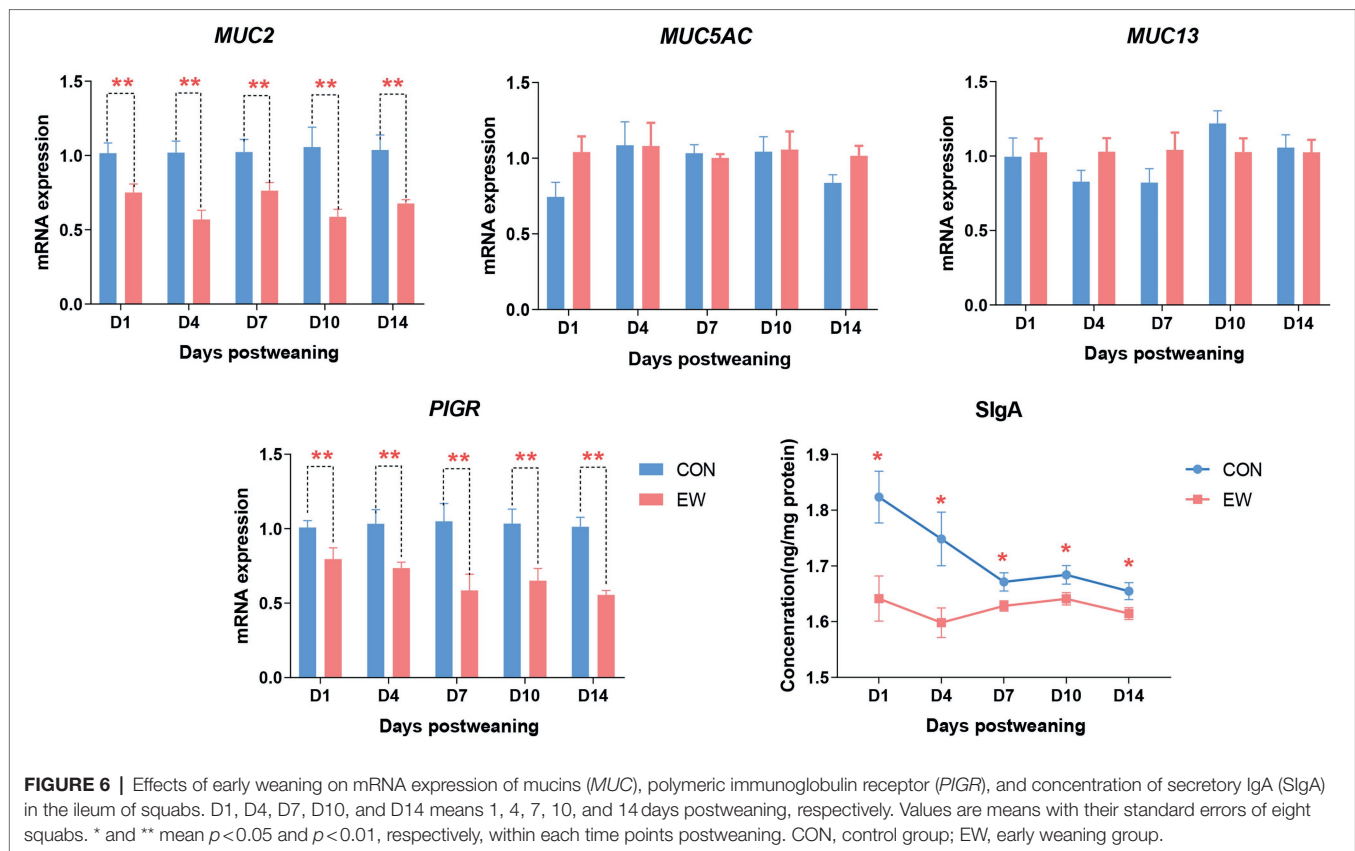 MUC2
** ** ** ** **
mRNA expression
1.5
1.0
0.5
0.0
D1 D4 D7 D10 D14
Days postweaning
MUC5AC
mRNA expression
1.5
1.0
0.5
0.0
D1 D4 D7 D10 D14
Days postweaning
MUC13
mRNA expression
1.5
1.0
0.5
0.0
D1 D4 D7 D10 D14
Days postweaning
PIGR
** ** ** ** **
mRNA expression
1.5
1.0
0.5
0.0
D1 D4 D7 D10 D14
Days postweaning
CON
EW
SIgA
* * * * *
Concenration(ng/mg protein)
1.9
1.8
1.7
1.6
1.5
D1 D4 D7 D10 D14
Days postweaning
CON
EW
FIGURE 6 | Effects of early weaning on mRNA expression of mucins (MUC), polymeric immunoglobulin receptor (PIGR), and concentration of secretory IgA (SIgA)
in the ileum of squabs. D1, D4, D7, D10, and D14 means 1, 4, 7, 10, and 14 days postweaning, respectively. Values are means with their standard errors of eight
squabs. * and ** mean p < 0.05 and p < 0.01, respectively, within each time points postweaning. CON, control group; EW, early weaning group.